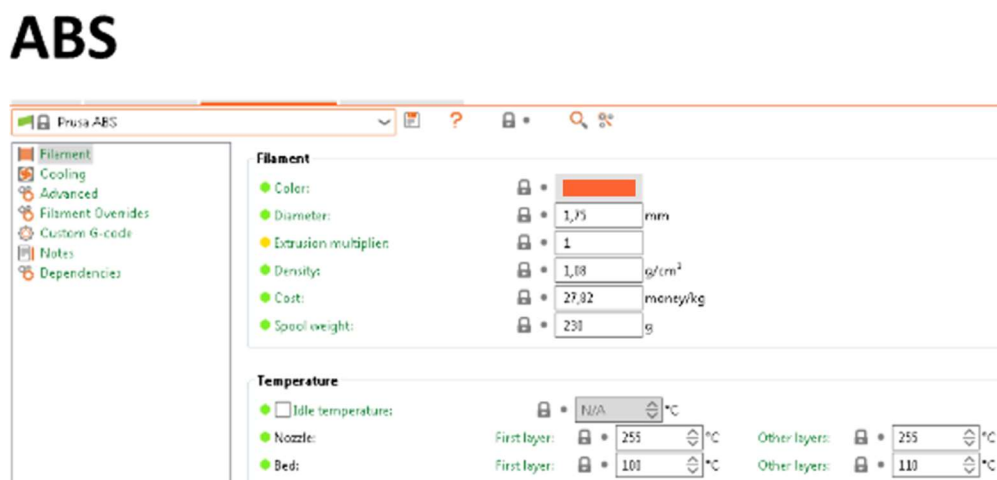 ABS
Prusa ABS
Filament
Cooling
Advanced
Filament Overrides
Custom G-code
Notes
Dependencies
Filament
Color:
Diameter: 1,75 mm
Extrusion multiplier: 1
Density: 1,08 g/cm³
Cost: 27,82 money/kg
Spool weight: 230 g
Temperature
Idle temperature: N/A °C
Nozzle: First layer: 255 °C Other layers: 255 °C
Bed: First layer: 100 °C Other layers: 110 °C